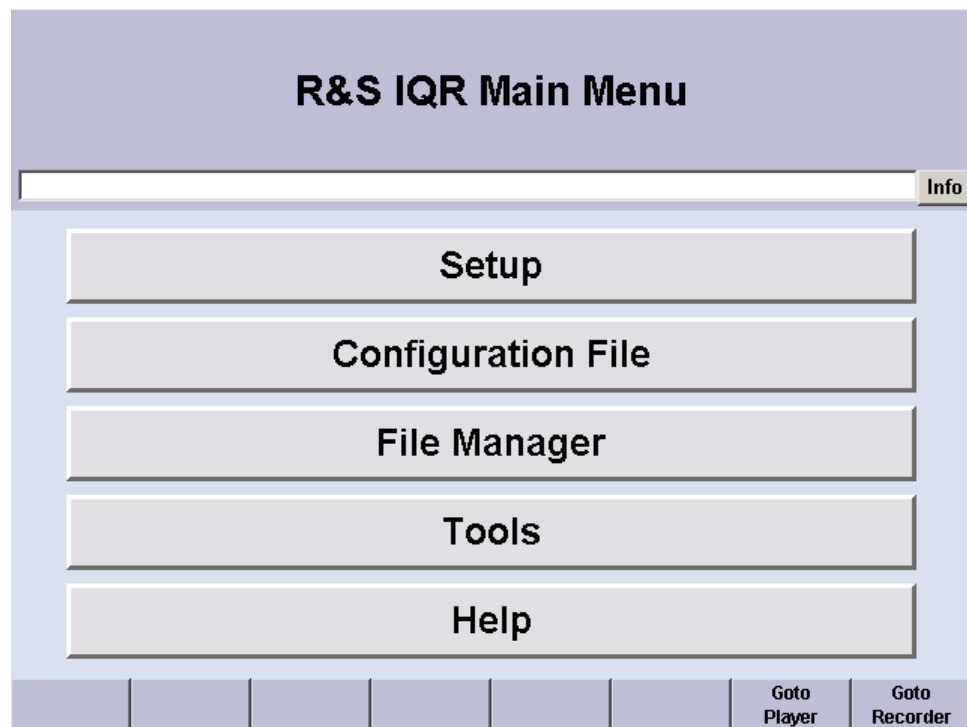 R&S IQR Main Menu
Info
Setup
Configuration File
File Manager
Tools
Help
Goto
Player
Goto
Recorder